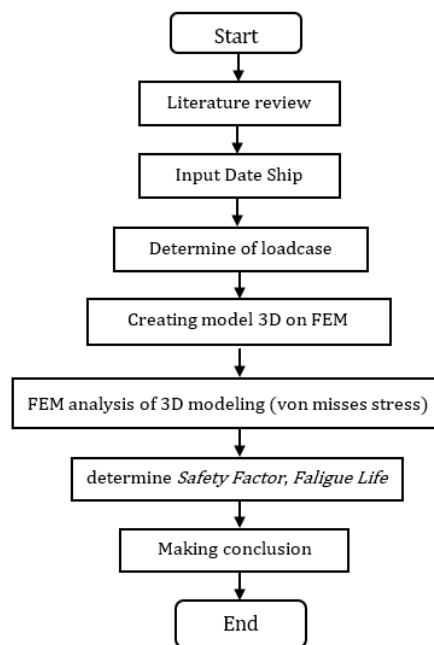 Start
Literature review
Input Date Ship
Determine of loadcase
Creating model 3D on FEM
FEM analysis of 3D modeling (von misses stress)
determine Safety Factor, Faligue Life
Making conclusion
End